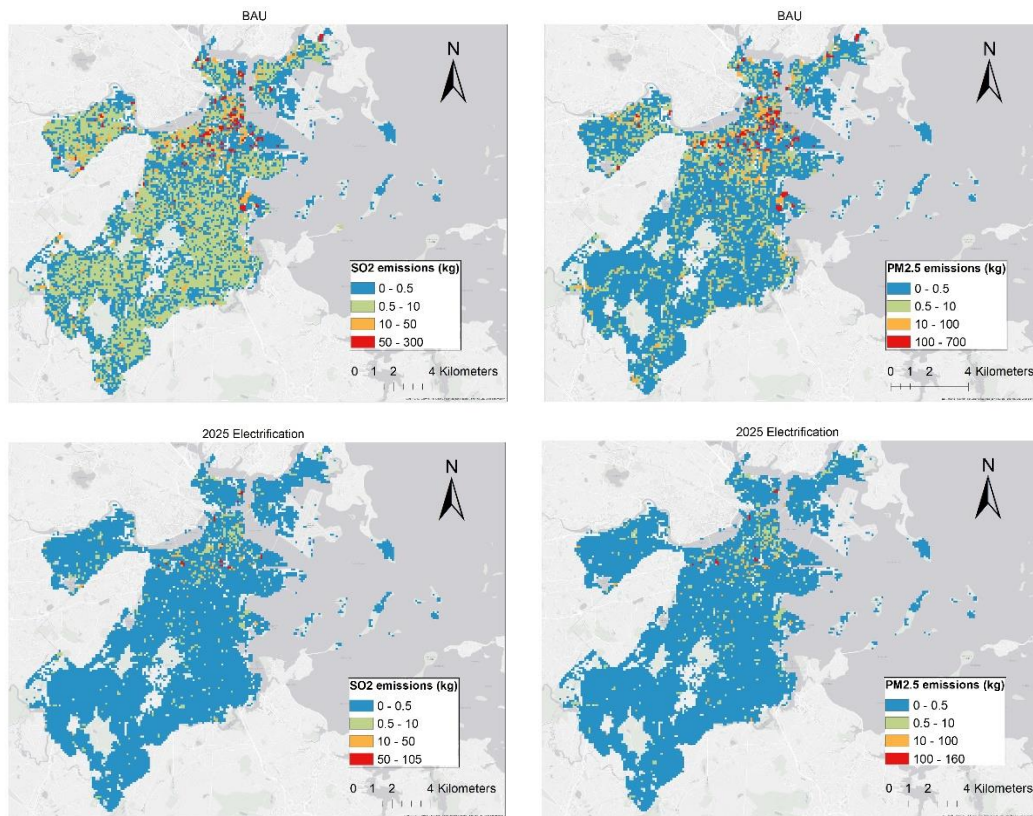 BAU
N
SO2 emissions (kg)
0 - 0.5
0.5 - 10
10 - 50
50 - 300
0 2 4 Kilometers
BAU
N
PM2.5 emissions (kg)
0 - 0.5
0.5 - 10
10 - 100
100 - 700
0 1 2 4 Kilometers
2025 Electrification
N
SO2 emissions (kg)
0 - 0.5
0.5 - 10
10 - 50
50 - 105
0 1 2 4 Kilometers
2025 Electrification
N
PM2.5 emissions (kg)
0 - 0.5
0.5 - 10
10 - 100
100 - 160
0 1 2 4 Kilometers